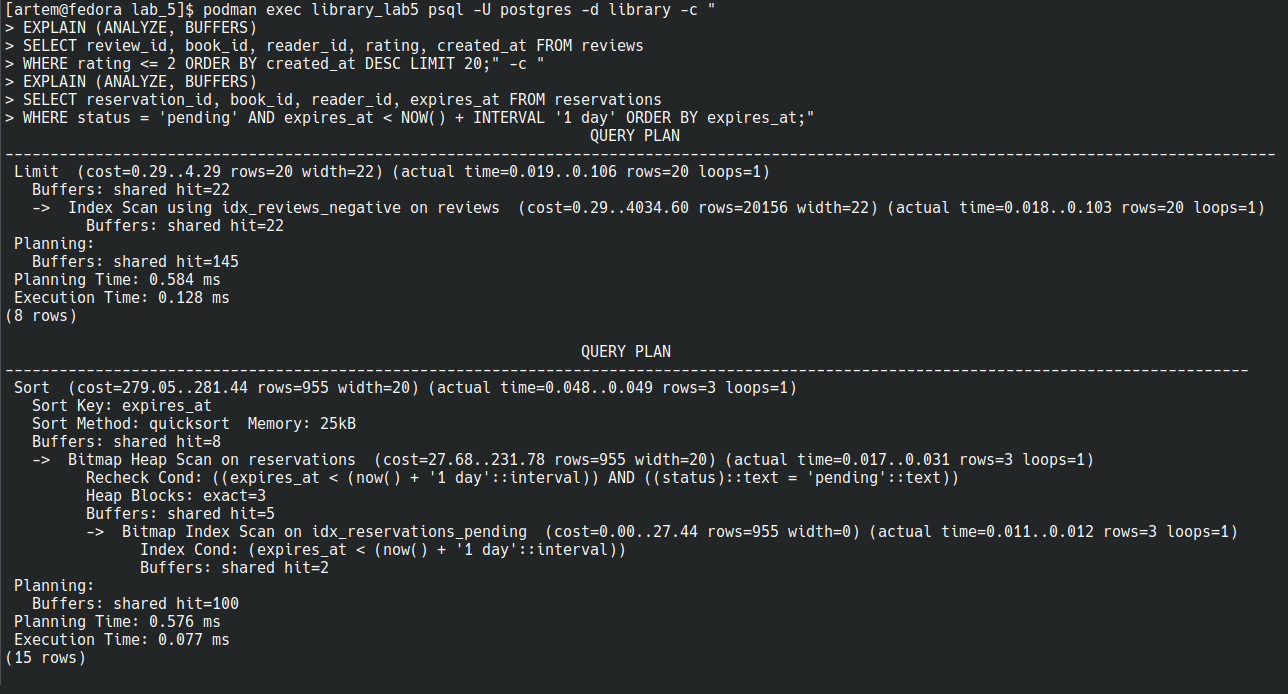 [artem@fedora lab_5]$ podman exec library_lab5 psql -U postgres -d library -c "
> EXPLAIN (ANALYZE, BUFFERS)
> SELECT review_id, book_id, reader_id, rating, created_at FROM reviews
> WHERE rating <= 2 ORDER BY created_at DESC LIMIT 20;" -c "
> EXPLAIN (ANALYZE, BUFFERS)
> SELECT reservation_id, book_id, reader_id, expires_at FROM reservations
> WHERE status = 'pending' AND expires_at < NOW() + INTERVAL '1 day' ORDER BY expires_at;"
QUERY PLAN
---------------------------------------------------------------------------------------------------------------------------------------------
Limit  (cost=0.29..4.29 rows=20 width=22) (actual time=0.019..0.106 rows=20 loops=1)
  Buffers: shared hit=22
  ->  Index Scan using idx_reviews_negative on reviews  (cost=0.29..4034.60 rows=20156 width=22) (actual time=0.018..0.103 rows=20 loops=1)
        Buffers: shared hit=22
Planning:
  Buffers: shared hit=145
Planning Time: 0.584 ms
Execution Time: 0.128 ms
(8 rows)
QUERY PLAN
------------------------------------------------------------------------------------------------------------------------------------------
Sort  (cost=279.05..281.44 rows=955 width=20) (actual time=0.048..0.049 rows=3 loops=1)
  Sort Key: expires_at
  Sort Method: quicksort  Memory: 25kB
  Buffers: shared hit=8
  ->  Bitmap Heap Scan on reservations  (cost=27.68..231.78 rows=955 width=20) (actual time=0.017..0.031 rows=3 loops=1)
        Recheck Cond: ((expires_at < (now() + '1 day'::interval)) AND ((status)::text = 'pending'::text))
        Heap Blocks: exact=3
        Buffers: shared hit=5
        ->  Bitmap Index Scan on idx_reservations_pending  (cost=0.00..27.44 rows=955 width=0) (actual time=0.011..0.012 rows=3 loops=1)
              Index Cond: (expires_at < (now() + '1 day'::interval))
              Buffers: shared hit=2
Planning:
  Buffers: shared hit=100
Planning Time: 0.576 ms
Execution Time: 0.077 ms
(15 rows)